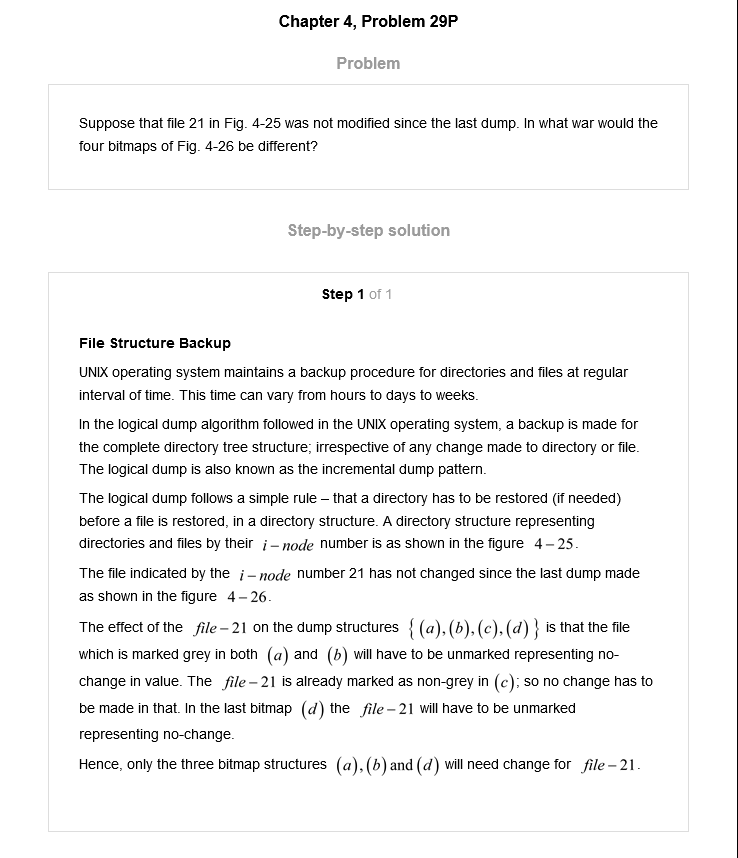 Chapter 4, Problem 29P
Problem
Suppose that file 21 in Fig. 4-25 was not modified since the last dump. In what war would the
four bitmaps of Fig. 4-26 be different?
Step-by-step solution
Step 1 of 1
File Structure Backup
UNIX operating system maintains a backup procedure for directories and files at regular
interval of time. This time can vary from hours to days to weeks.
In the logical dump algorithm followed in the UNIX operating system, a backup is made for
the complete directory tree structure; irrespective of any change made to directory or file.
The logical dump is also known as the incremental dump pattern.
The logical dump follows a simple rule – that a directory has to be restored (if needed)
before a file is restored, in a directory structure. A directory structure representing
directories and files by their i – node number is as shown in the figure 4 – 25.
The file indicated by the i – node number 21 has not changed since the last dump made
as shown in the figure 4 – 26.
The effect of the file – 21 on the dump structures {(a),(b),(c),(d)} is that the file
which is marked grey in both (a) and (b) will have to be unmarked representing no-
change in value. The file – 21 is already marked as non-grey in (c); so no change has to
be made in that. In the last bitmap (d) the file – 21 will have to be unmarked
representing no-change.
Hence, only the three bitmap structures (a),(b) and (d) will need change for file – 21.